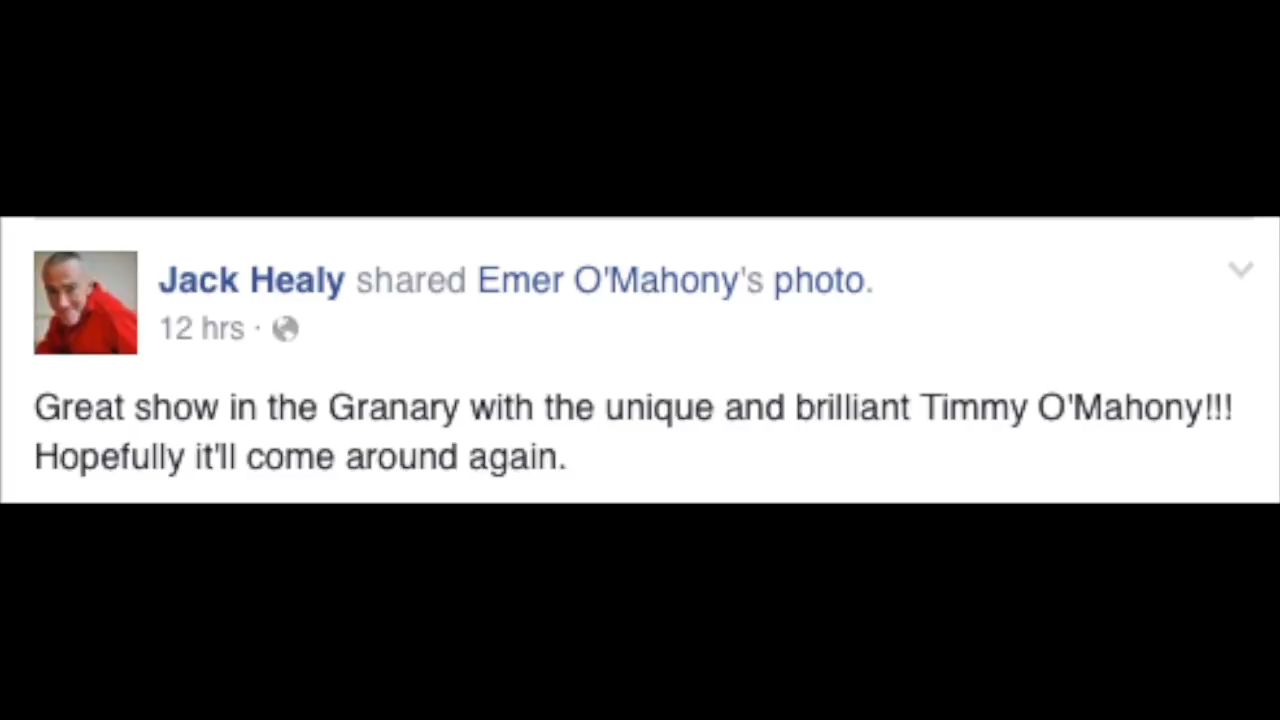 Jack Healy shared Emer O'Mahony's photo.
12 hrs ·
Great show in the Granary with the unique and brilliant Timmy O'Mahony!!!
Hopefully it'll come around again.